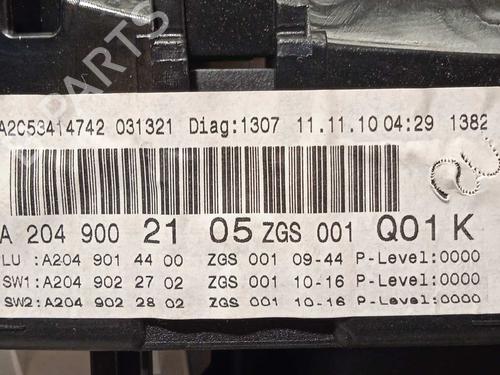 PARTS
A2C53414742 031321 Diag:1307 11.11.10 04:29 1382
A 204 900 21 05 ZGS 001 Q01 K
LU :A204 901 44 00 ZGS 001 09-44 P-Level:0000
SW1:A204 902 27 02 ZGS 001 10-16 P-Level:0000
SW2:A204 902 28 02 ZGS 001 10-16 P-Level:0000